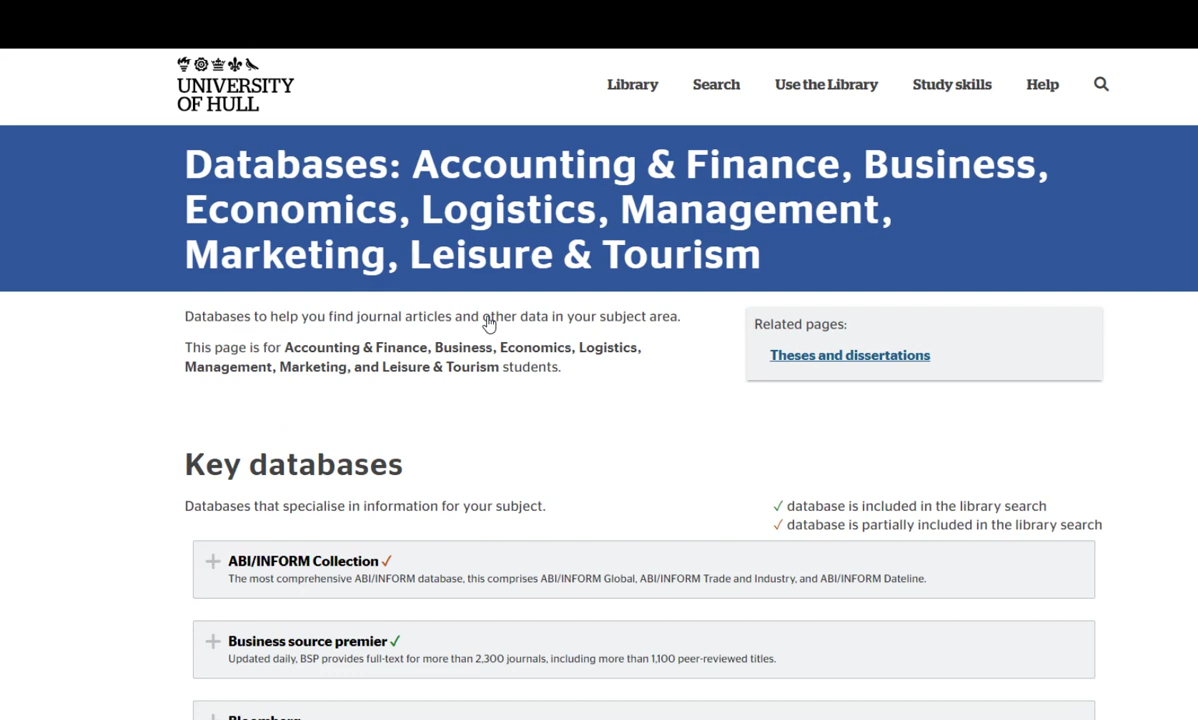 UNIVERSITY
OF HULL
Library Search Use the Library Study skills Help
Databases: Accounting & Finance, Business,
Economics, Logistics, Management,
Marketing, Leisure & Tourism
Databases to help you find journal articles and other data in your subject area.
This page is for Accounting & Finance, Business, Economics, Logistics,
Management, Marketing, and Leisure & Tourism students.
Related pages:
Theses and dissertations
Key databases
Databases that specialise in information for your subject.
✓ database is included in the library search
✓ database is partially included in the library search
ABI/INFORM Collection ✓
The most comprehensive ABI/INFORM database, this comprises ABI/INFORM Global, ABI/INFORM Trade and Industry, and ABI/INFORM Dateline.
Business source premier ✓
Updated daily, BSP provides full-text for more than 2,300 journals, including more than 1,100 peer-reviewed titles.
Bloomberg